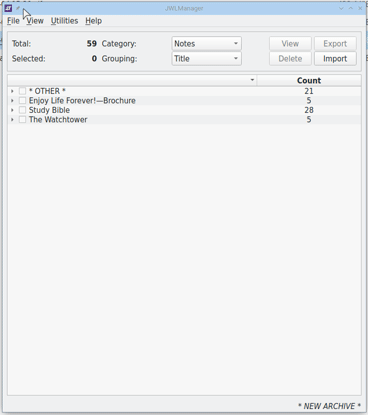 JWLManager
File View Utilities Help
Total: 59 Category: Notes View Export
Selected: 0 Grouping: Title Delete Import
Count
* OTHER * 21
Enjoy Life Forever!—Brochure 5
Study Bible 28
The Watchtower 5
* NEW ARCHIVE *